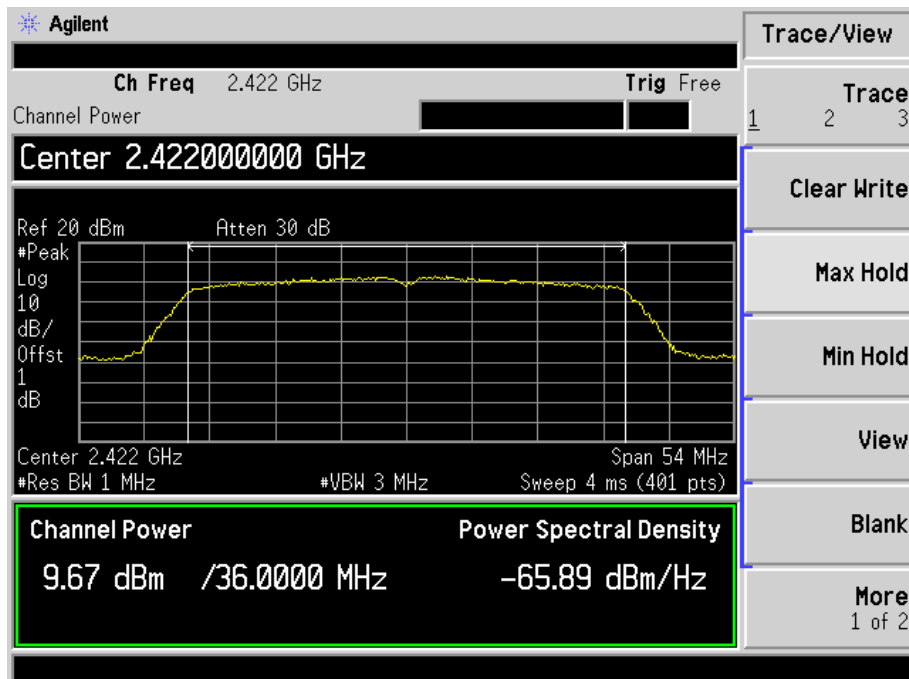 Agilent
Trace/View
Ch Freq 2.422 GHz Trig Free
Channel Power
Trace
1 2 3
Center 2.422000000 GHz
Clear Write
Ref 20 dBm Atten 30 dB
#Peak
Log
10
dB/
Offst
1
dB
Max Hold
Min Hold
Center 2.422 GHz Span 54 MHz
#Res BW 1 MHz #VBW 3 MHz Sweep 4 ms (401 pts)
View
Channel Power Power Spectral Density
9.67 dBm /36.0000 MHz -65.89 dBm/Hz
Blank
More
1 of 2